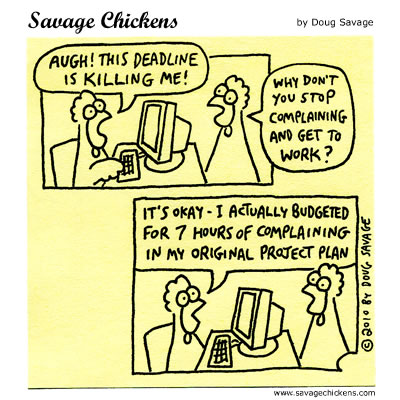 Savage Chickens
by Doug Savage
AUGH! THIS DEADLINE
IS KILLING ME!
WHY DON'T
YOU STOP
COMPLAINING
AND GET TO
WORK?
IT'S OKAY - I ACTUALLY BUDGETED
FOR 7 HOURS OF COMPLAINING
IN MY ORIGINAL PROJECT PLAN
© 2010 BY DOUG SAVAGE
www.savagechickens.com